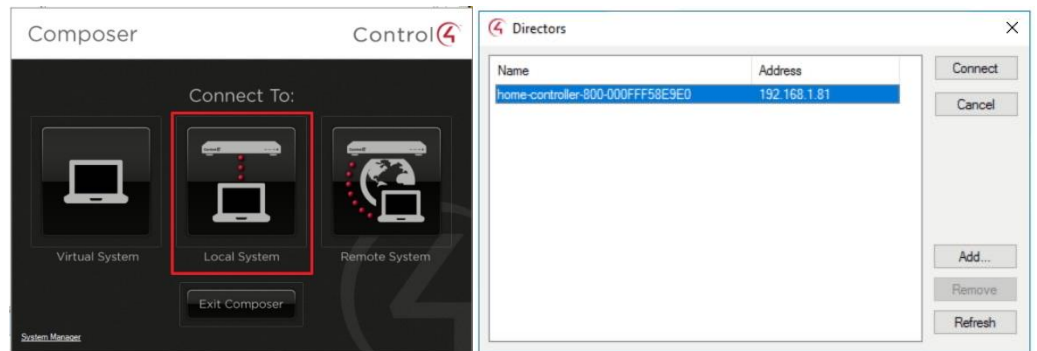 Composer
Control4
Connect To:
Virtual System
Local System
Remote System
Exit Composer
System Manager
Directors
Name Address
home-controller-800-000FFF58E9E0 192.168.1.81
Connect
Cancel
Add...
Remove
Refresh